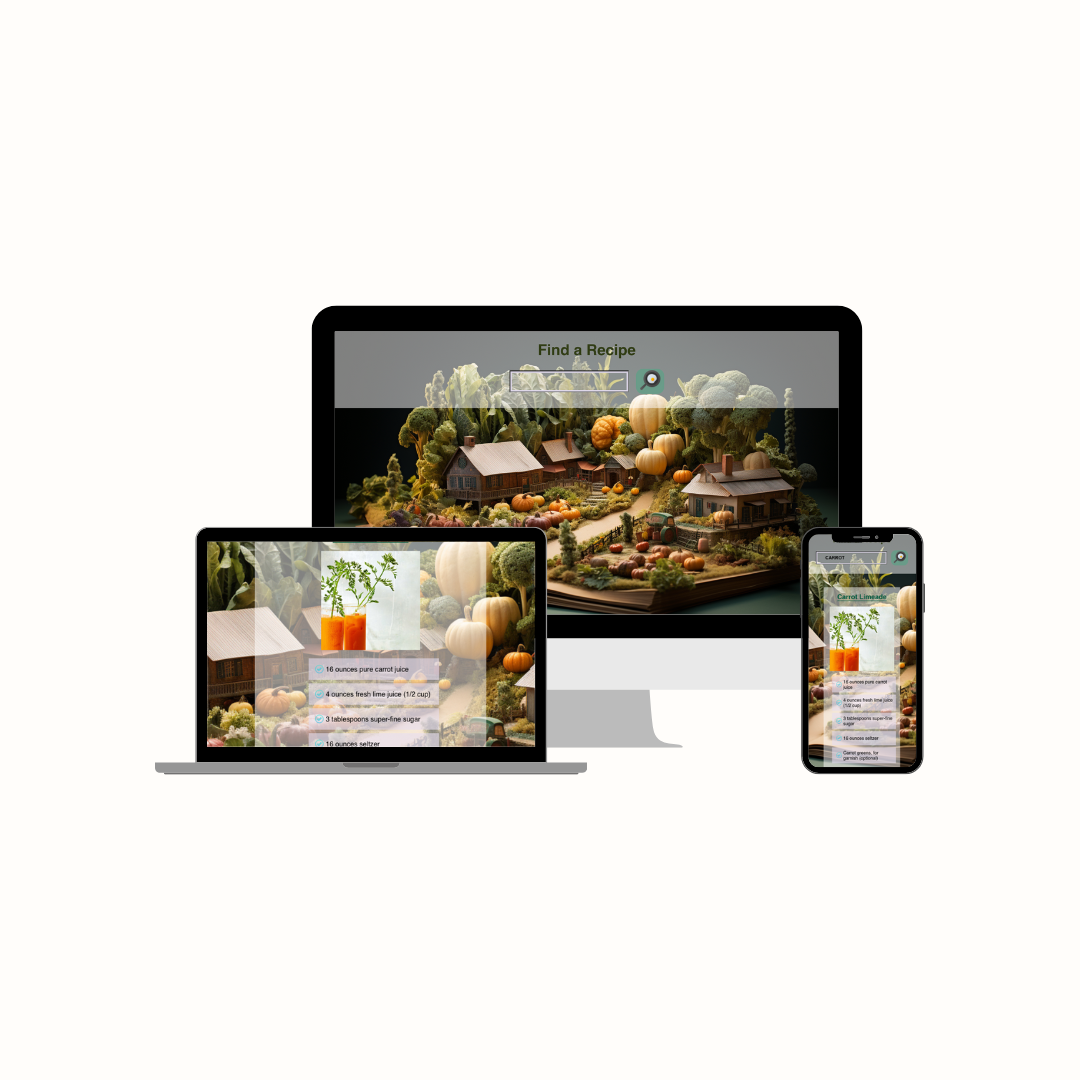 Find a Recipe
16 ounces pure carrot juice
4 ounces fresh lime juice (1/2 cup)
3 tablespoons super-fine sugar
16 ounces seltzer
CARROT
Carrot Limeade
16 ounces pure carrot
juice
4 ounces fresh lime juice
(1/2 cup)
3 tablespoons super-fine
sugar
16 ounces seltzer
Carrot greens, for
garnish (optional)